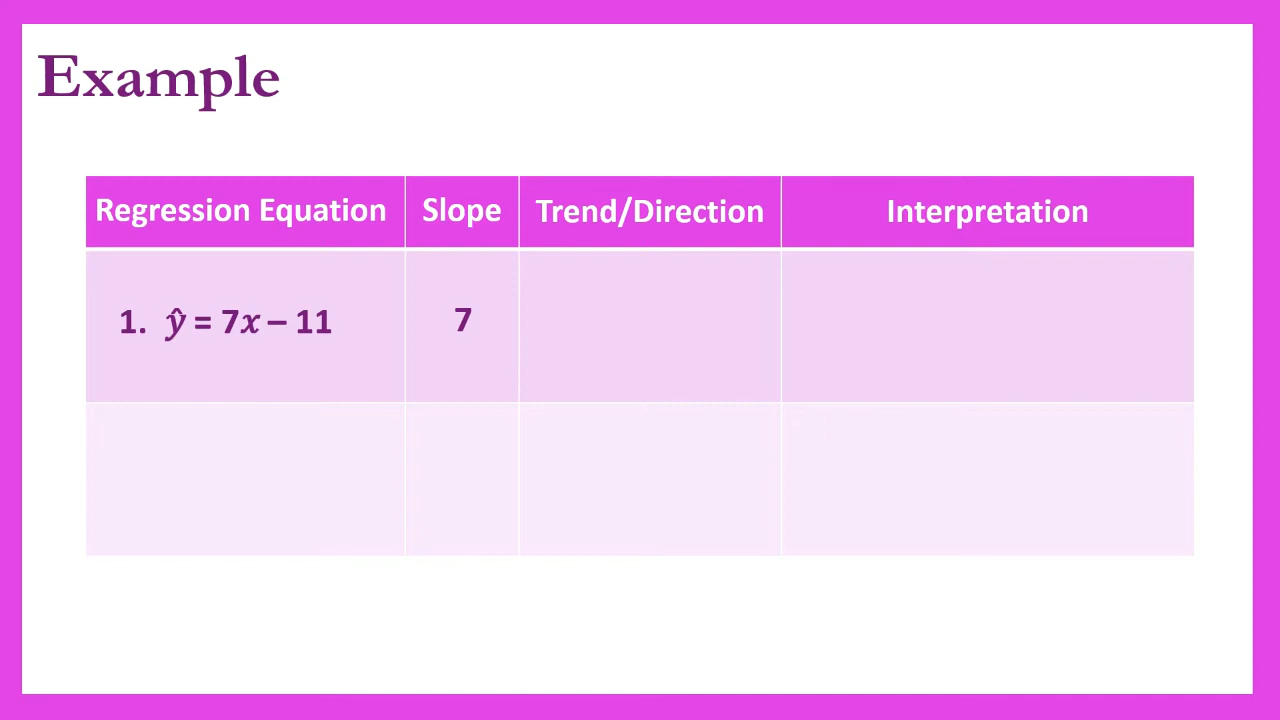 Example
Regression Equation Slope Trend/Direction Interpretation
1. ŷ = 7x – 11 7